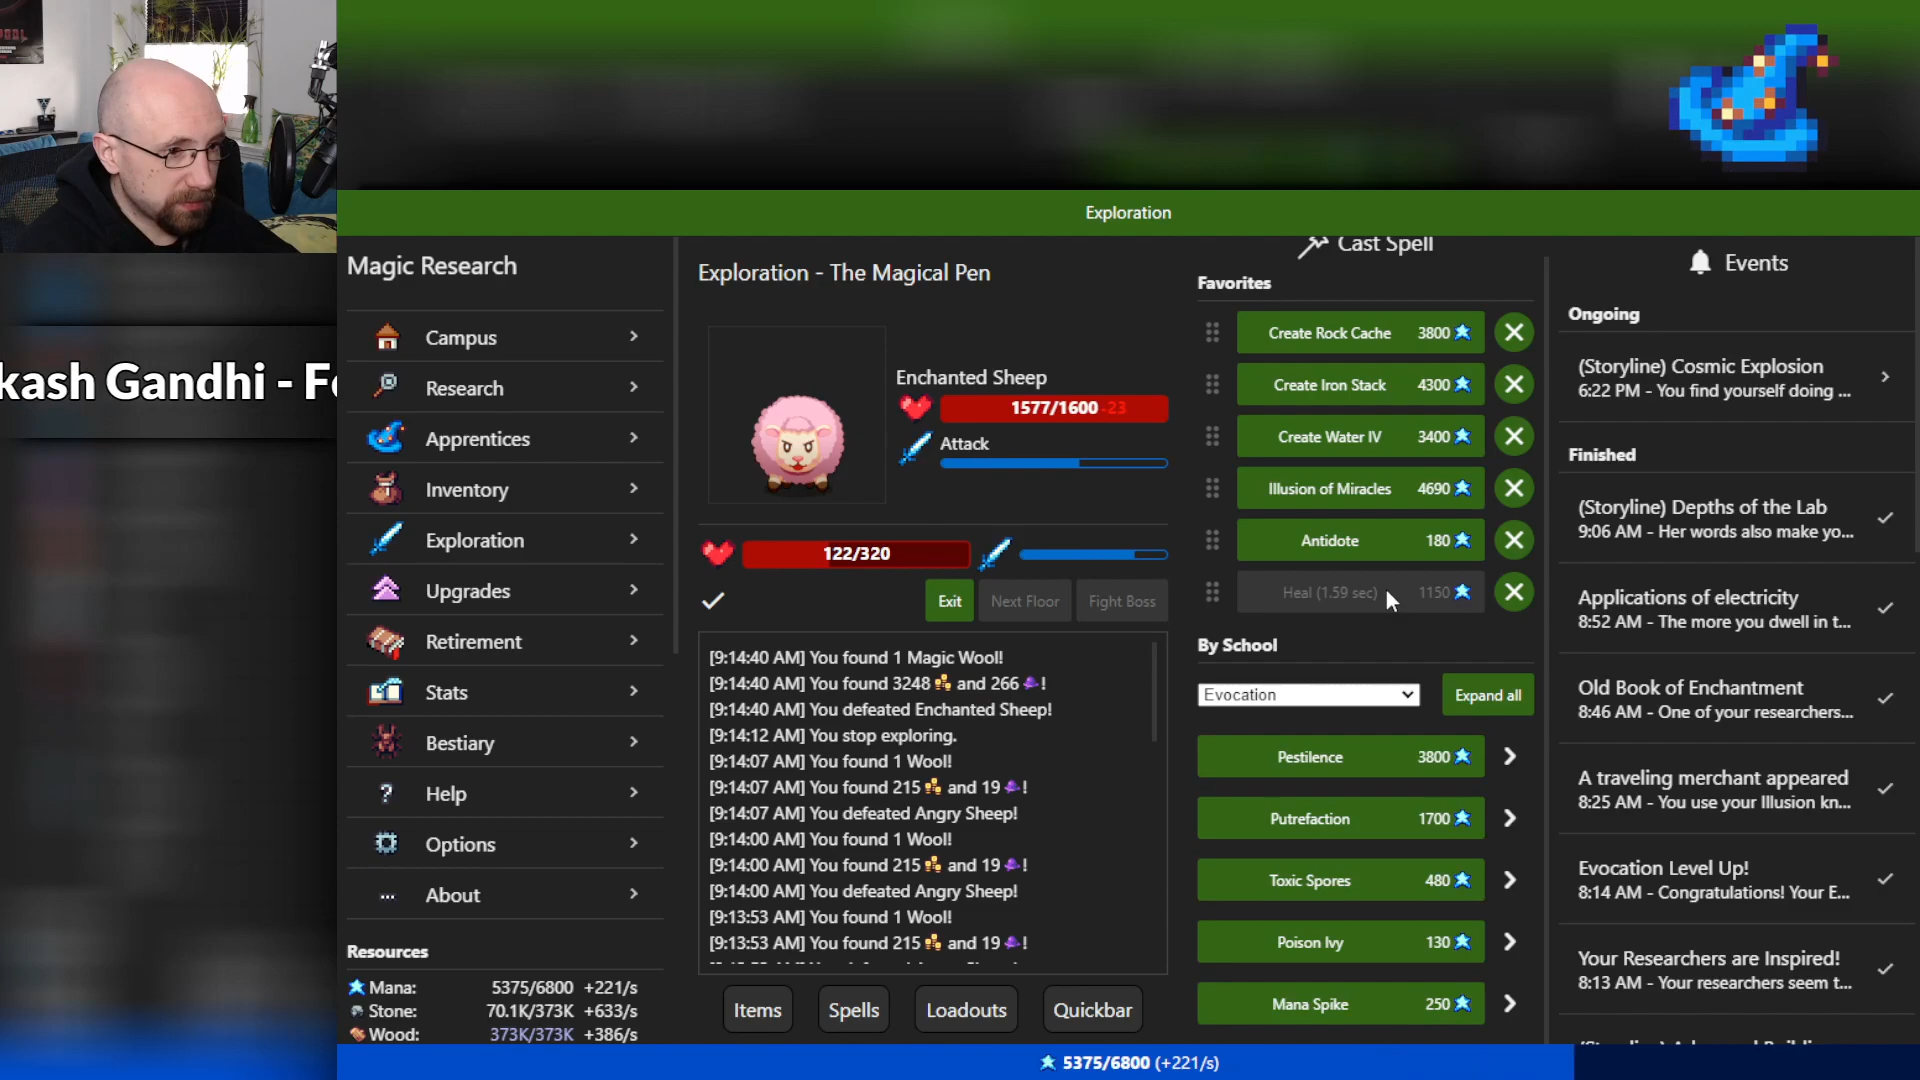 kash Gandhi - Fo
Exploration
Magic Research
Campus
Research
Apprentices
Inventory
Exploration
Upgrades
Retirement
Stats
Bestiary
Help
Options
About
Resources
Mana: 5375/6800 +221/s
Stone: 70.1K/373K +633/s
Wood: 373K/373K +386/s
Exploration - The Magical Pen
Enchanted Sheep
1577/1600 -23
Attack
122/320
Exit Next Floor Fight Boss
[9:14:40 AM] You found 1 Magic Wool!
[9:14:40 AM] You found 3248 and 266 !
[9:14:40 AM] You defeated Enchanted Sheep!
[9:14:12 AM] You stop exploring.
[9:14:07 AM] You found 1 Wool!
[9:14:07 AM] You found 215 and 19 !
[9:14:07 AM] You defeated Angry Sheep!
[9:14:00 AM] You found 1 Wool!
[9:14:00 AM] You found 215 and 19 !
[9:14:00 AM] You defeated Angry Sheep!
[9:13:53 AM] You found 1 Wool!
[9:13:53 AM] You found 215 and 19 !
Items Spells Loadouts Quickbar
Cast Spell
Favorites
Create Rock Cache 3800
Create Iron Stack 4300
Create Water IV 3400
Illusion of Miracles 4690
Antidote 180
Heal (1.59 sec) 1150
By School
Evocation Expand all
Pestilence 3800
Putrefaction 1700
Toxic Spores 480
Poison Ivy 130
Mana Spike 250
Events
Ongoing
(Storyline) Cosmic Explosion
6:22 PM - You find yourself doing ...
Finished
(Storyline) Depths of the Lab
9:06 AM - Her words also make yo...
Applications of electricity
8:52 AM - The more you dwell in t...
Old Book of Enchantment
8:46 AM - One of your researchers...
A traveling merchant appeared
8:25 AM - You use your Illusion kn...
Evocation Level Up!
8:14 AM - Congratulations! Your E...
Your Researchers are Inspired!
8:13 AM - Your researchers seem t...
5375/6800 (+221/s)